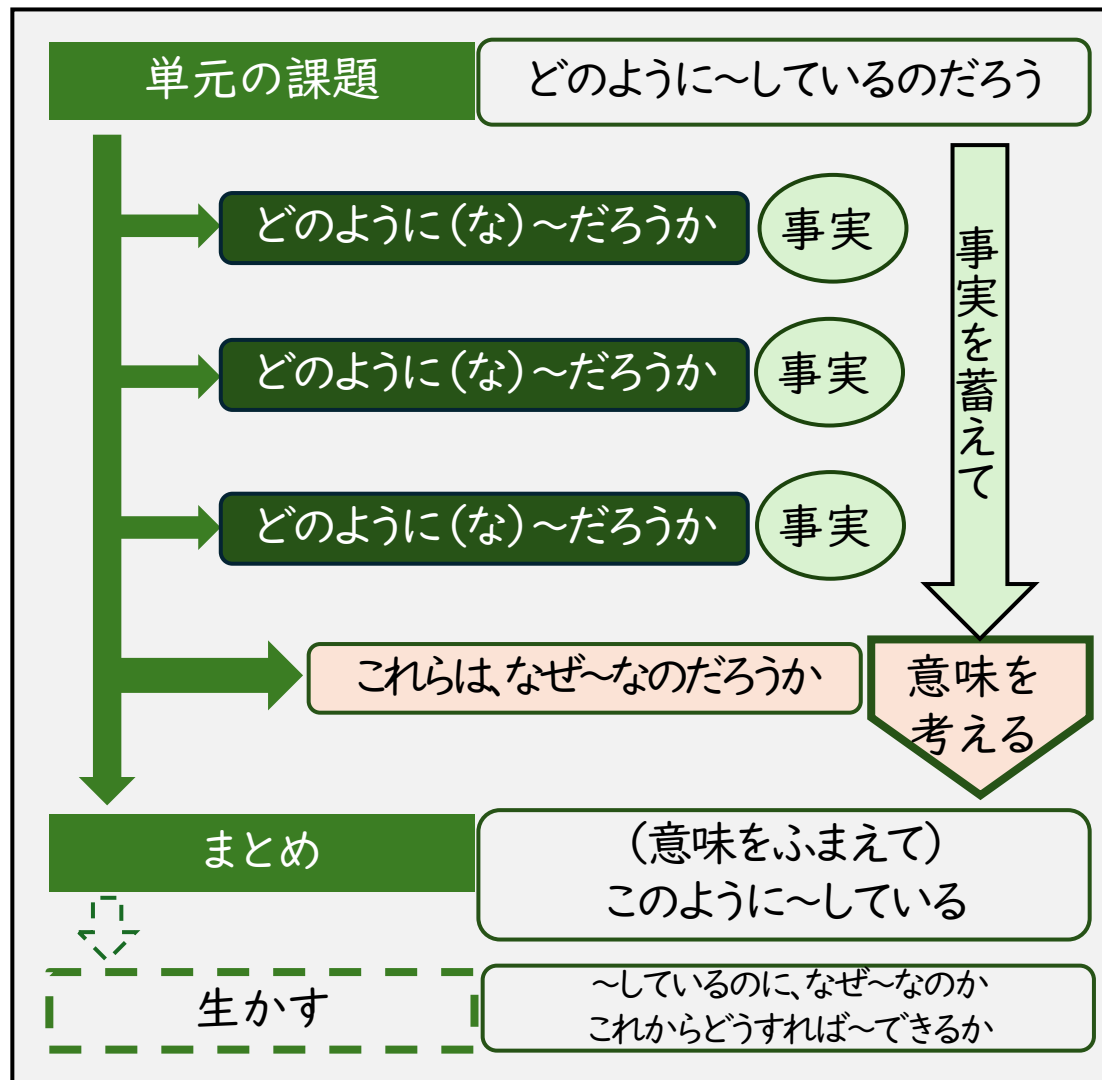 単元の課題
どのように～しているのだろう
どのように(な)～だろうか
事実
どのように(な)～だろうか
事実
どのように(な)～だろうか
事実
事実を蓄えて
これらは、なぜ～なのだろうか
意味を
考える
まとめ
(意味をふまえて)
このように～している
生かす
～しているのに、なぜ～なのか
これからどうすれば～できるか